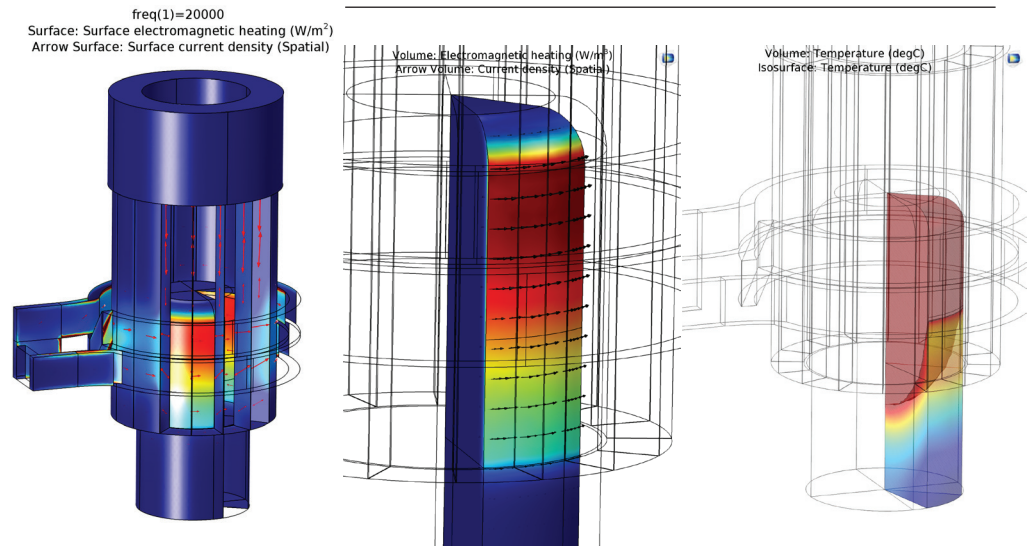 freq(1)=20000
Surface: Surface electromagnetic heating (W/m²)
Arrow Surface: Surface current density (Spatial)
Volume: Electromagnetic heating (W/m³)
Arrow Volume: Current density (Spatial)
Volume: Temperature (degC)
Isosurface: Temperature (degC)